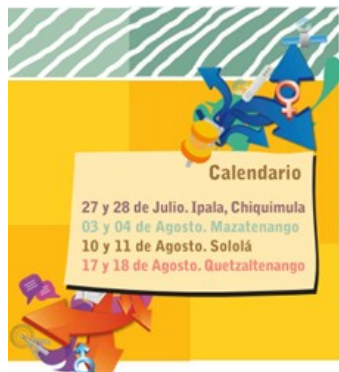 Calendario
27 y 28 de Julio. Ipala, Chiquimula
03 y 04 de Agosto. Mazatenango
10 y 11 de Agosto. Sololá
17 y 18 de Agosto. Quetzaltenango